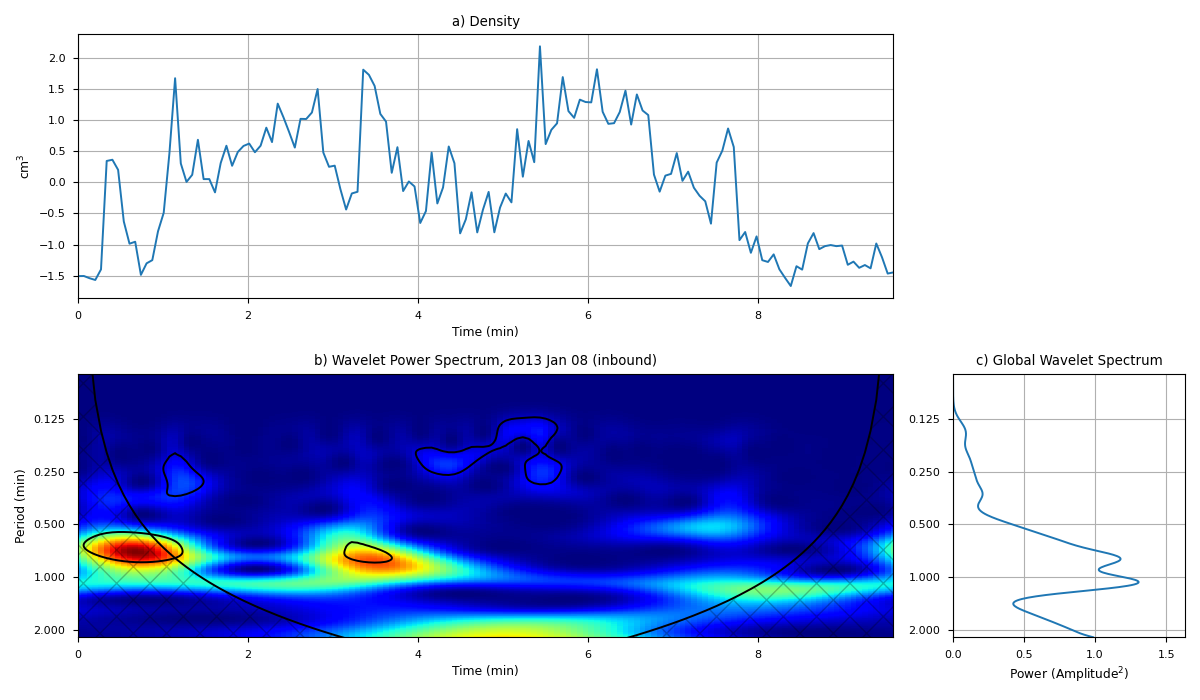 a) Density
2.0
1.5
1.0
0.5
0.0
−0.5
−1.0
−1.5
cm³
0 2 4 6 8
Time (min)
b) Wavelet Power Spectrum, 2013 Jan 08 (inbound)
0.125
0.250
0.500
1.000
2.000
Period (min)
0 2 4 6 8
Time (min)
c) Global Wavelet Spectrum
0.125
0.250
0.500
1.000
2.000
0.0 0.5 1.0 1.5
Power (Amplitude²)